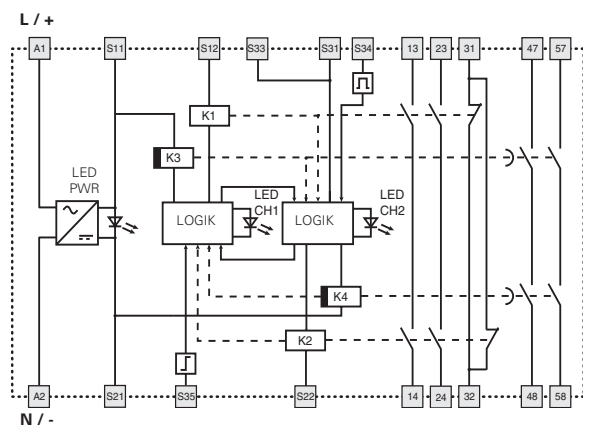 L / +
A1 S11 S12 S33 S31 S34 13 23 31 47 57
K1
K3
LED
PWR
LED
CH1
LED
CH2
LOGIK LOGIK
K4
K2
A2 S21 S35 S22 14 24 32 48 58
N / -